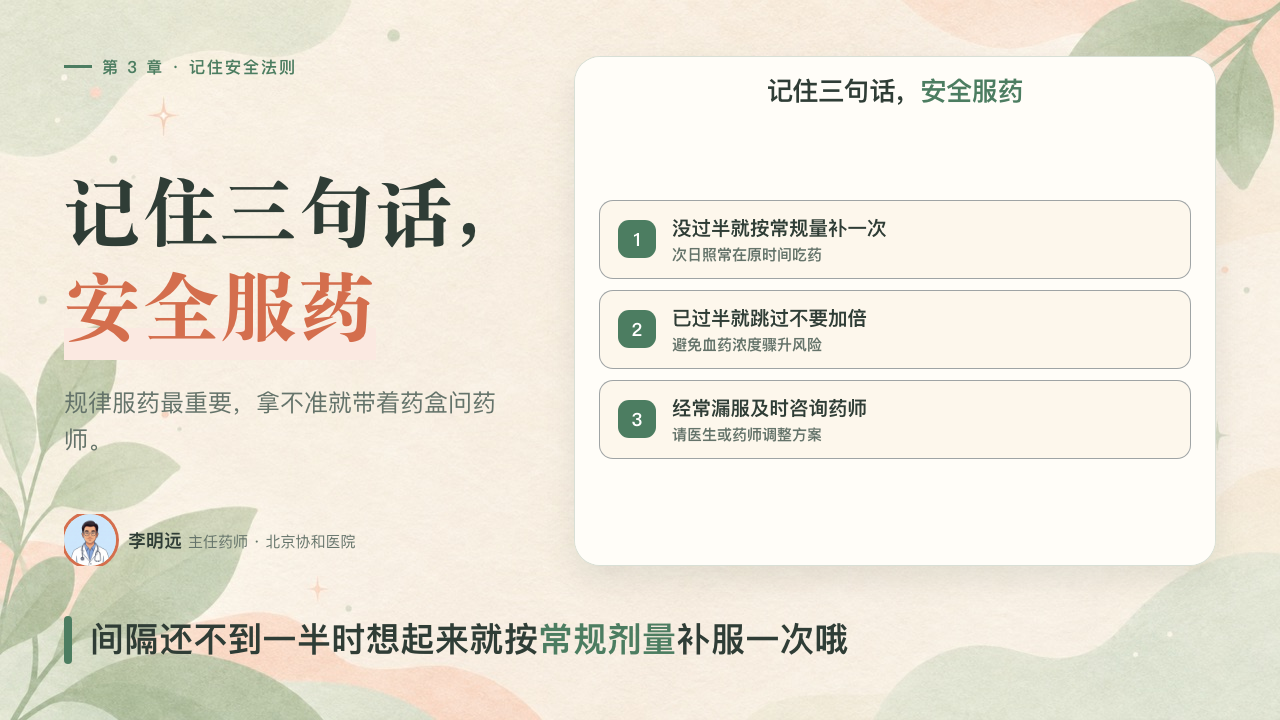 第 3 章 · 记住安全法则
记住三句话，
安全服药
规律服药最重要，拿不准就带着药盒问药
师。
李明远 主任药师 · 北京协和医院
记住三句话，安全服药
1 没过半就按常规量补一次
次日照常在原时间吃药
2 已过半就跳过不要加倍
避免血药浓度骤升风险
3 经常漏服及时咨询药师
请医生或药师调整方案
间隔还不到一半时想起来就按常规剂量补服一次哦